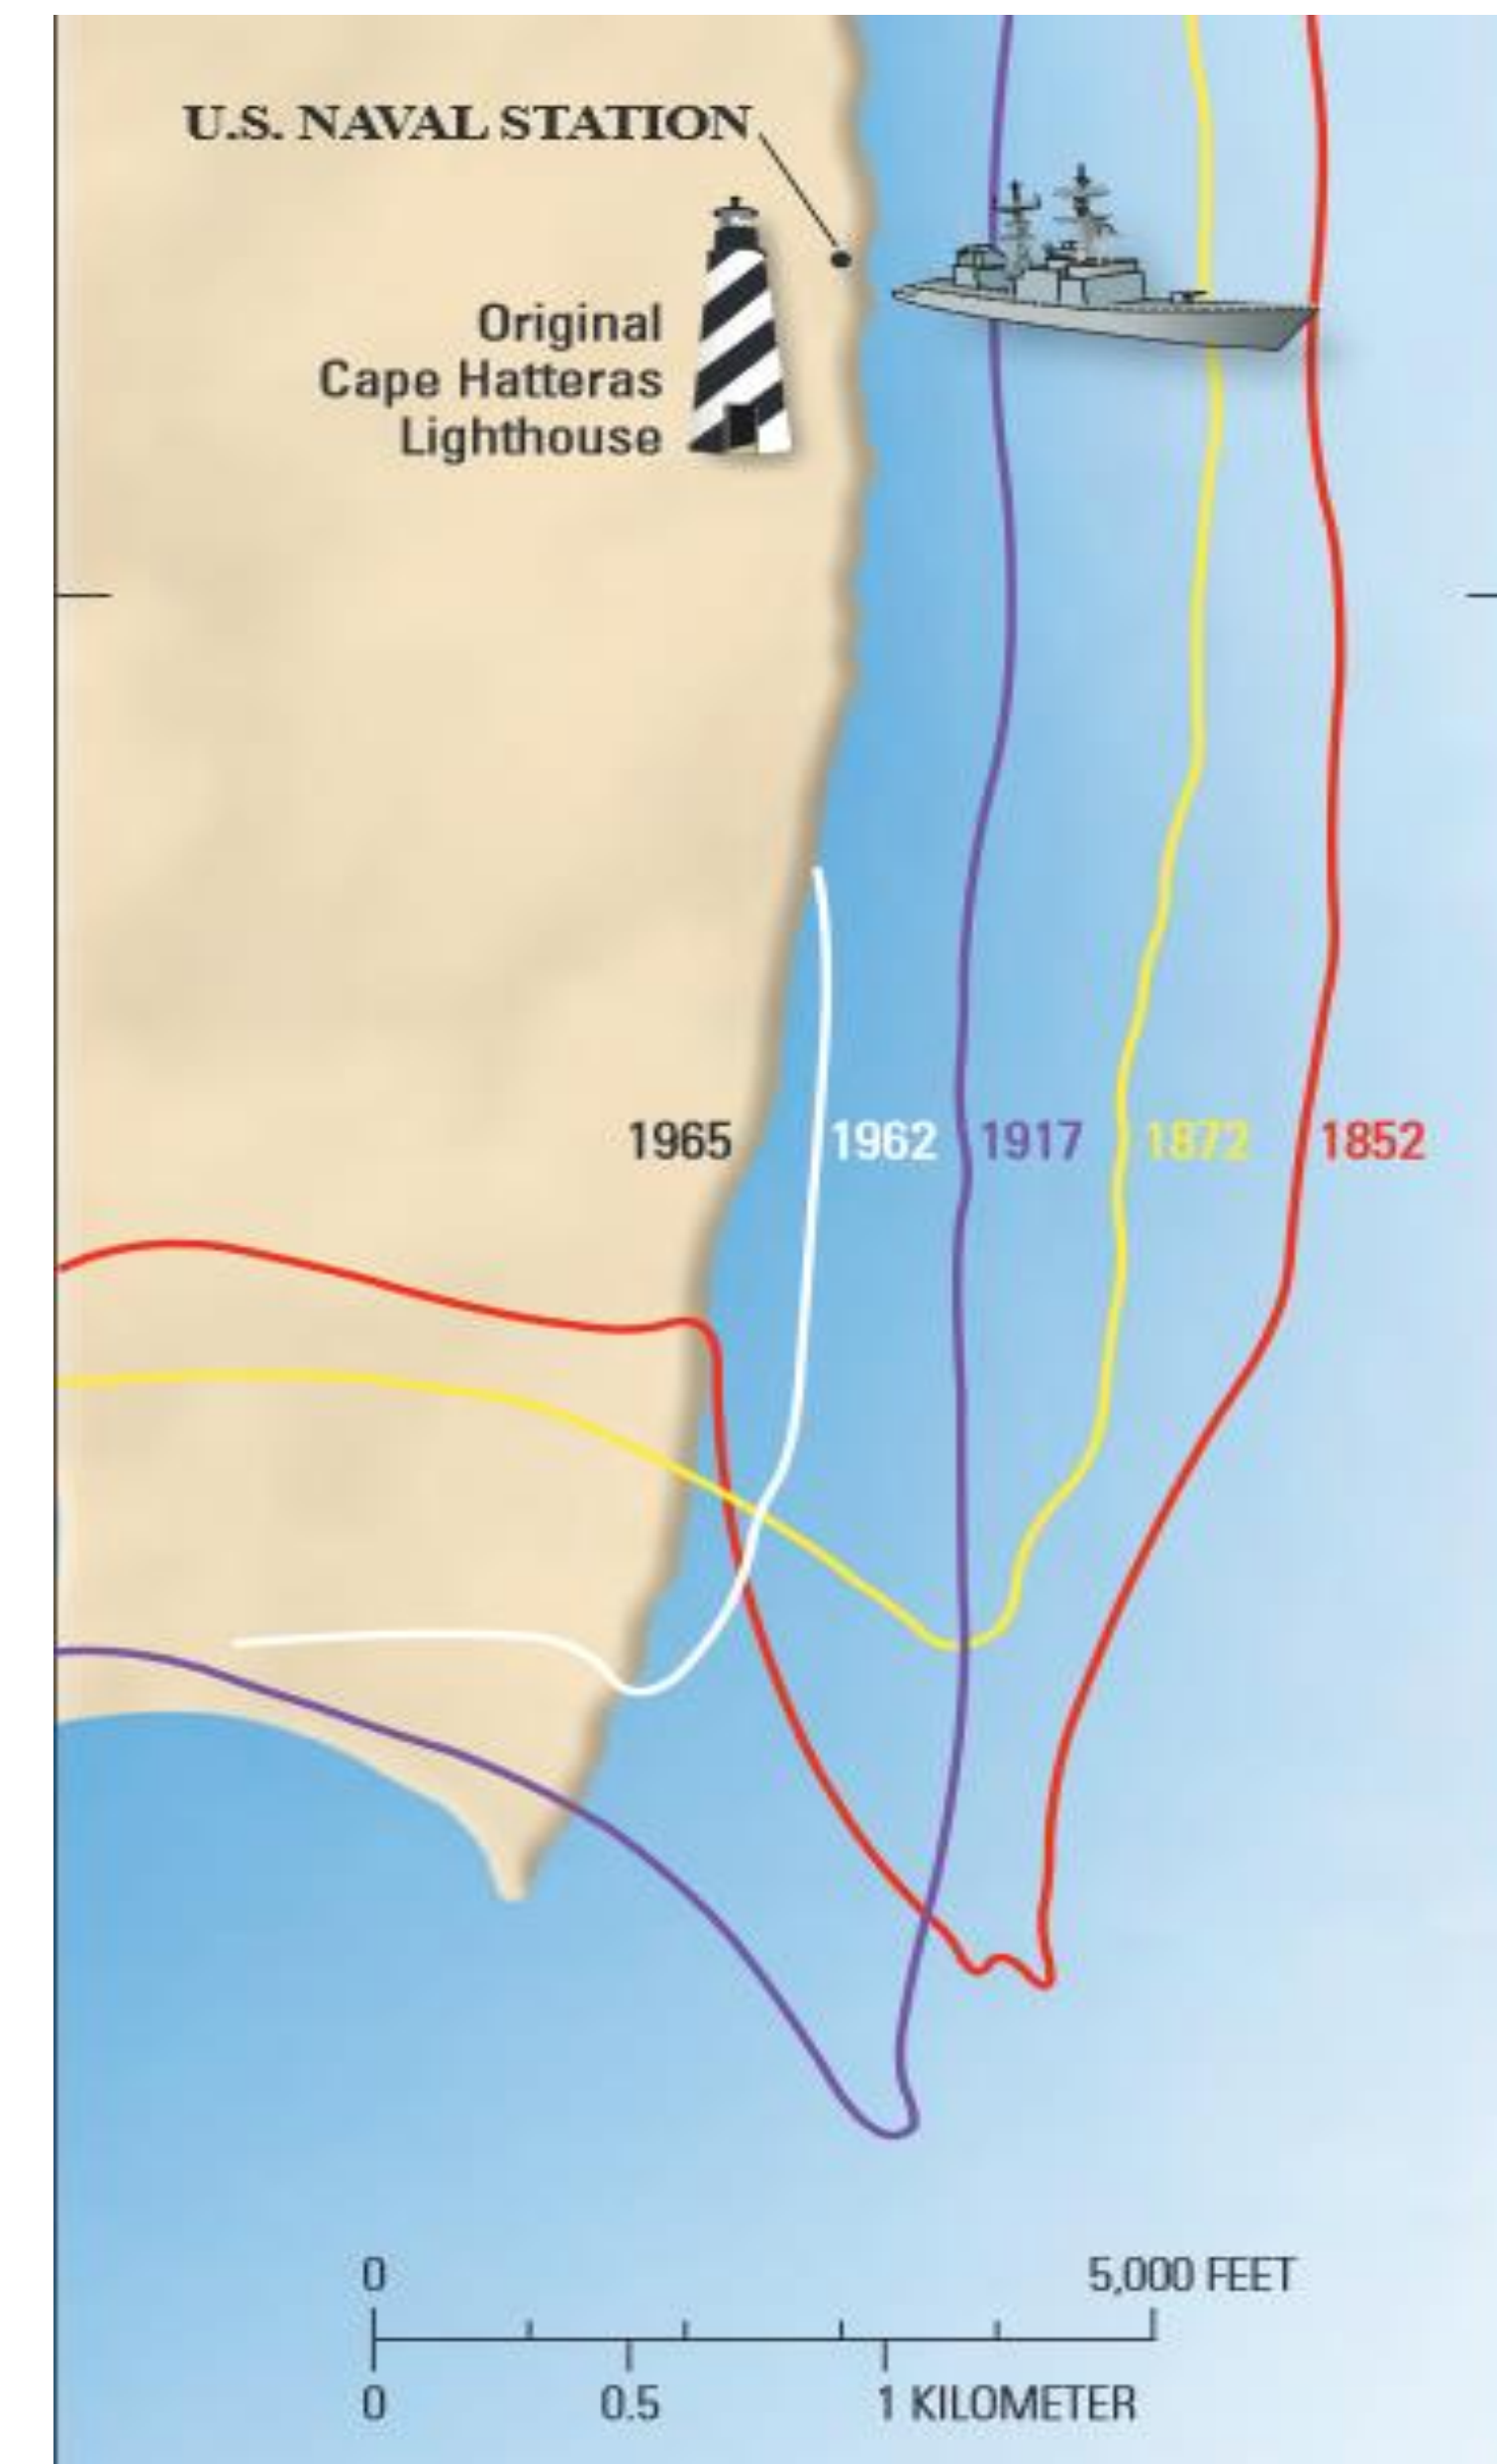 U.S. NAVAL STATION
Original
Cape Hatteras
Lighthouse
1965 1962 1917 1872 1852
0 5,000 FEET
0 0.5 1 KILOMETER